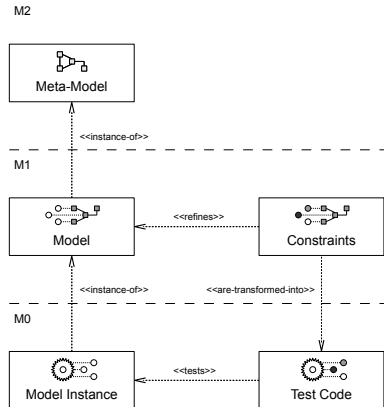 M2
Meta-Model
<<instance-of>>
M1
<<refines>>
Model
Constraints
<<instance-of>>
<<are-transformed-into>>
M0
<<tests>>
Model Instance
Test Code